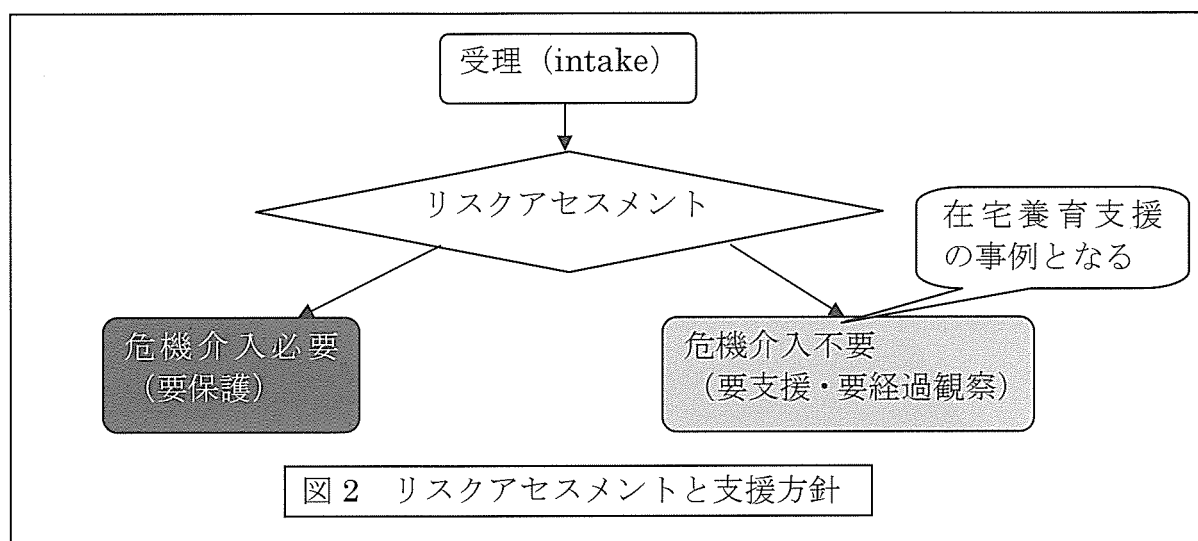 受理（intake）
リスクアセスメント
在宅養育支援
の事例となる
危機介入必要
（要保護）
危機介入不要
（要支援・要経過観察）
図2　リスクアセスメントと支援方針